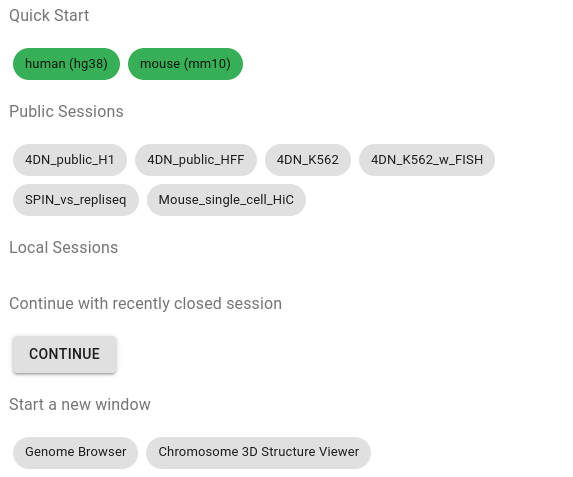 Quick Start
human (hg38) mouse (mm10)
Public Sessions
4DN_public_H1 4DN_public_HFF 4DN_K562 4DN_K562_w_FISH
SPIN_vs_repliseq Mouse_single_cell_HiC
Local Sessions
Continue with recently closed session
CONTINUE
Start a new window
Genome Browser Chromosome 3D Structure Viewer